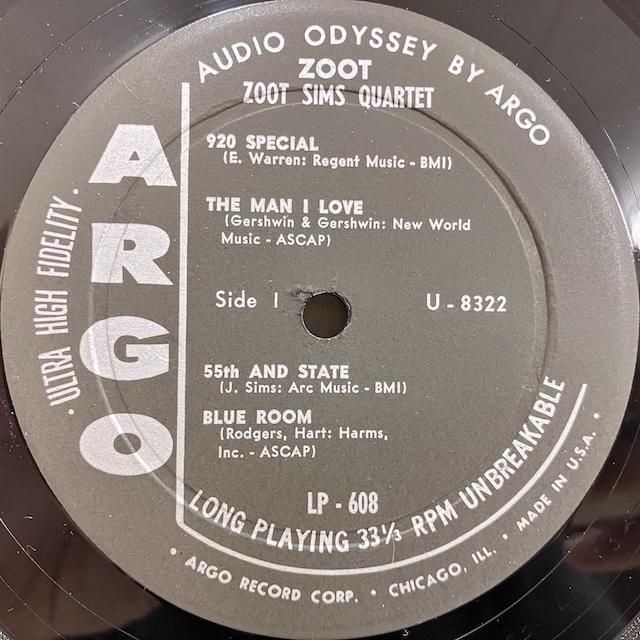 AUDIO ODYSSEY BY ARGO
ZOOT
ZOOT SIMS QUARTET
ARGO
· ULTRA HIGH FIDELITY ·
920 SPECIAL
(E. Warren: Regent Music - BMI)
THE MAN I LOVE
(Gershwin & Gershwin: New World
Music - ASCAP)
Side 1
U - 8322
55th AND STATE
(J. Sims: Arc Music - BMI)
BLUE ROOM
(Rodgers, Hart: Harms,
Inc. - ASCAP)
LP - 608
LONG PLAYING 33⅓ RPM UNBREAKABLE
· ARGO RECORD CORP. · CHICAGO, ILL. · MADE IN U.S.A. ·